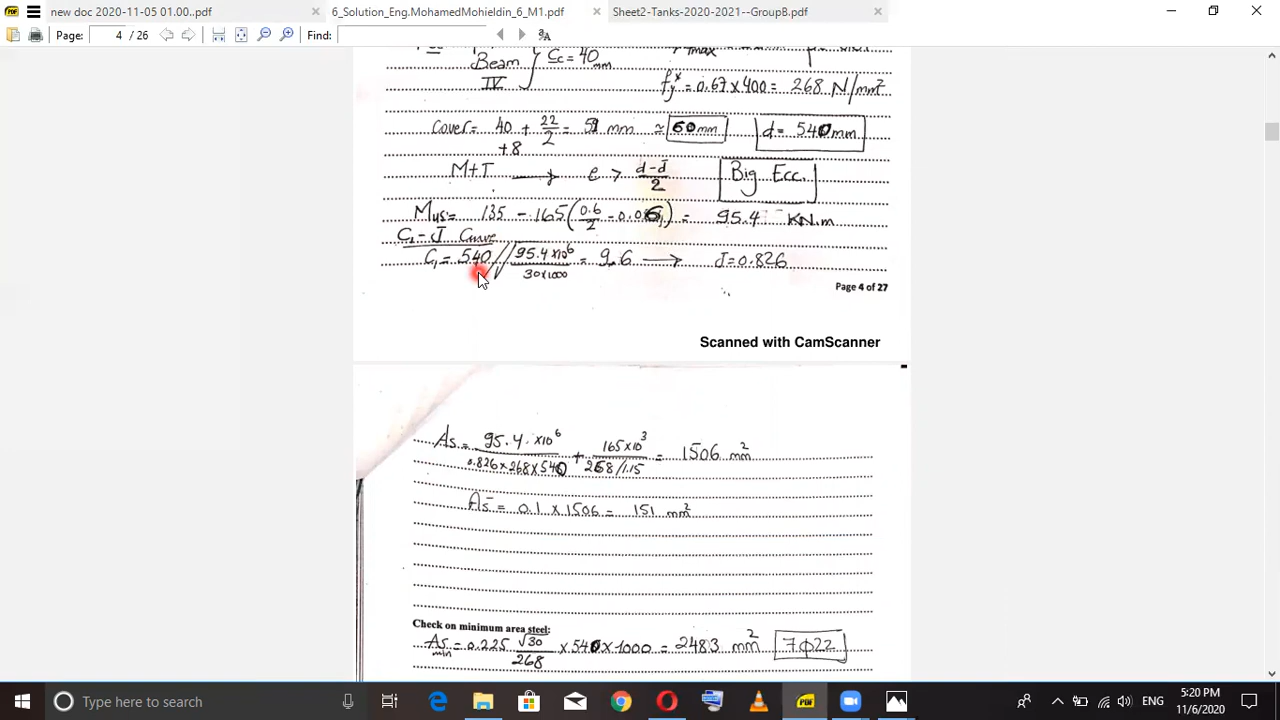 new doc 2020-11-05 01.00..pdf
6_Solution_Eng.MohamedMohieldin_6_M1.pdf
Sheet2-Tanks-2020-2021--GroupB.pdf
Page: 4 / 26
Find:
Beam
Cc = 40 mm
IV
fy* = 0.67 x 400 = 268 N/mm²
Cover = 40 + 22/2 = 59 mm ≃ 60mm
+8
d = 540mm
M+T → e > (d-d̄)/2
Big Ecc.
Mus = 135 - 165(0.6/2 - 0.06) = 95.4 KN.m
C₁ - J Curve
C₁ = 540 // √(95.4 x10⁶ / 30x1000) = 9.6 → J = 0.826
Page 4 of 27
Scanned with CamScanner
As = 95.4 x10⁶ / 0.826x268x540 + 165x10³ / 268/1.15 = 1506 mm²
As̄ = 0.1 x 1506 = 151 mm²
Check on minimum area steel:
As min = 0.225 √30 / 268 x 540 x 1000 = 2483 mm²
7ϕ22
Type here to search
ENG
5:20 PM
11/6/2020